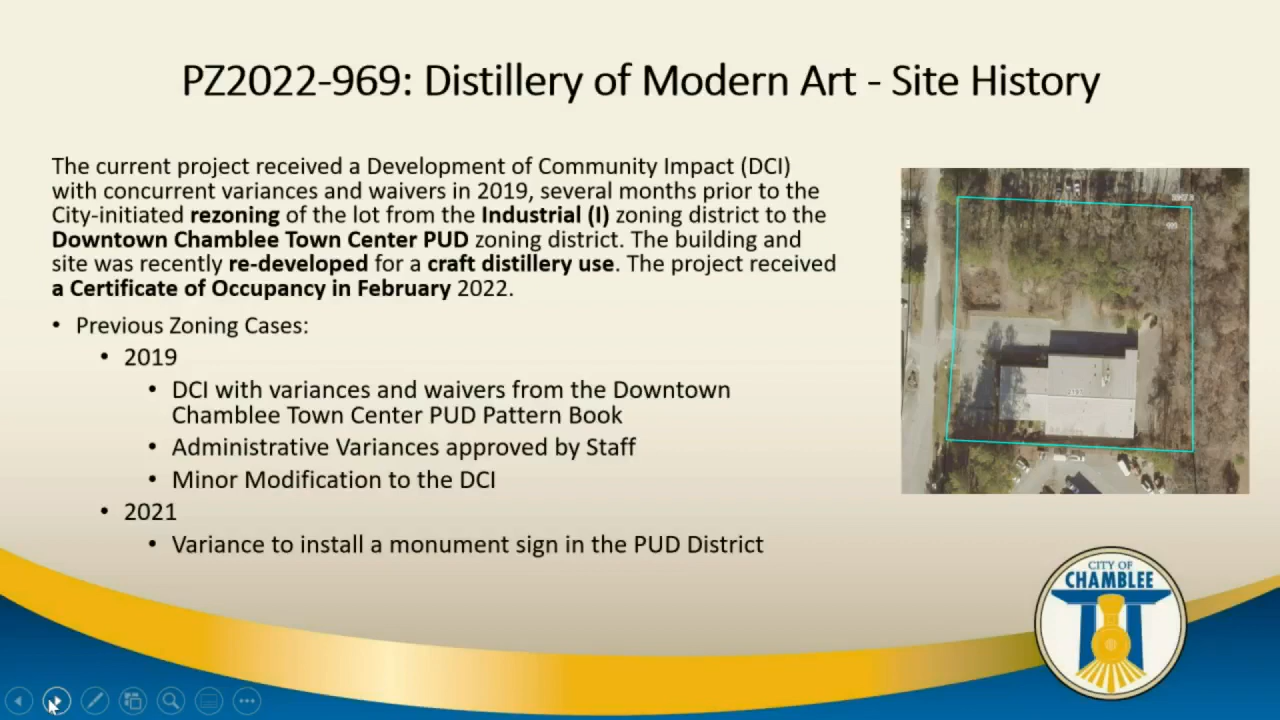 PZ2022-969: Distillery of Modern Art - Site History
The current project received a Development of Community Impact (DCI)
with concurrent variances and waivers in 2019, several months prior to the
City-initiated rezoning of the lot from the Industrial (I) zoning district to the
Downtown Chamblee Town Center PUD zoning district. The building and
site was recently re-developed for a craft distillery use. The project received
a Certificate of Occupancy in February 2022.
• Previous Zoning Cases:
• 2019
• DCI with variances and waivers from the Downtown
Chamblee Town Center PUD Pattern Book
• Administrative Variances approved by Staff
• Minor Modification to the DCI
• 2021
• Variance to install a monument sign in the PUD District
CITY OF
CHAMBLEE